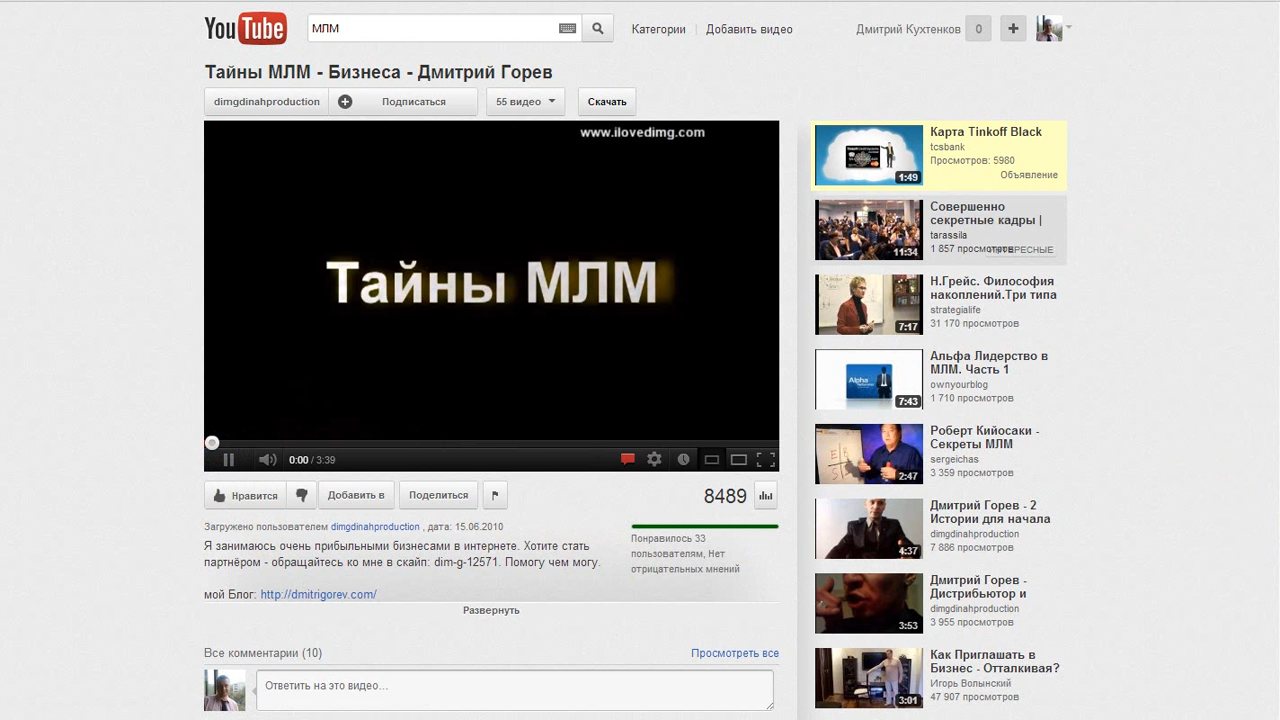 YouTube
МЛМ
Категории
Добавить видео
Дмитрий Кухтенков
0
Тайны МЛМ - Бизнеса - Дмитрий Горев
dimgdinahproduction
Подписаться
55 видео
Скачать
www.ilovedimg.com
Тайны МЛМ
0:00 / 3:39
Нравится
Добавить в
Поделиться
8489
Загружено пользователем dimgdinahproduction , дата: 15.06.2010
Я занимаюсь очень прибыльными бизнесами в интернете. Хотите стать
партнёром - обращайтесь ко мне в скайп: dim-g-12571. Помогу чем могу.
мой Блог: http://dmitrigorev.com/
Понравилось 33
пользователям, Нет
отрицательных мнений
Развернуть
Все комментарии (10)
Просмотреть все
Ответить на это видео...
1:49
Карта Tinkoff Black
tcsbank
Просмотров: 5980
Объявление
11:34
Совершенно
секретные кадры |
tarassila
1 857 просмотров
ИНТЕРЕСНЫЕ
7:17
Н.Грейс. Философия
накоплений.Три типа
strategialife
31 170 просмотров
Alpha
7:43
Альфа Лидерство в
МЛМ. Часть 1
ownyourblog
1 710 просмотров
2:47
Роберт Кийосаки -
Секреты МЛМ
sergeichas
3 359 просмотров
4:37
Дмитрий Горев - 2
Истории для начала
dimgdinahproduction
7 886 просмотров
3:53
Дмитрий Горев -
Дистрибьютор и
dimgdinahproduction
3 955 просмотров
3:01
Как Приглашать в
Бизнес - Отталкивая?
Игорь Волынский
47 907 просмотров